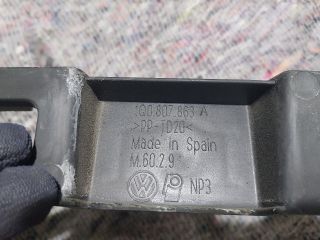 1Q0.807.863 A
>PP-TD20<
Made in Spain
M.60.2.9
NP3